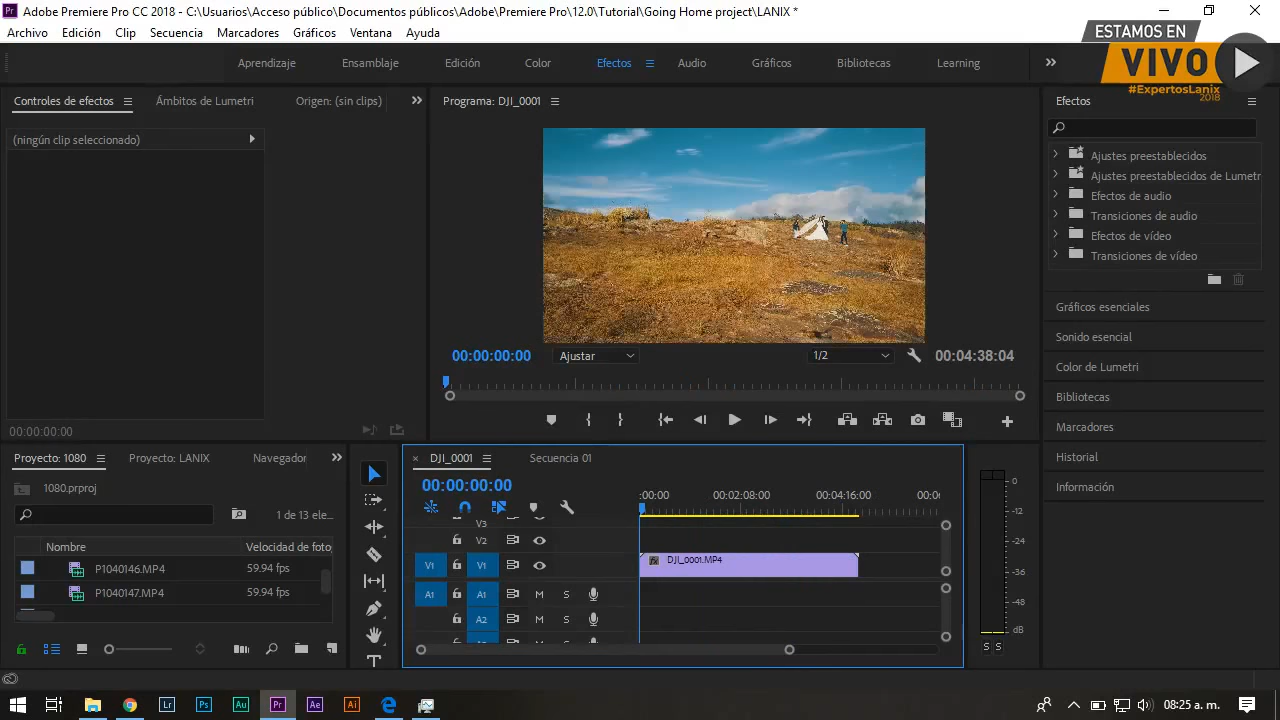 Adobe Premiere Pro CC 2018 - C:\Usuarios\Acceso público\Documentos públicos\Adobe\Premiere Pro\12.0\Tutorial\Going Home project\LANIX *
Archivo Edición Clip Secuencia Marcadores Gráficos Ventana Ayuda
ESTAMOS EN
VIVO
#ExpertosLanix
2018
Aprendizaje Ensamblaje Edición Color Efectos Audio Gráficos Bibliotecas Learning
Controles de efectos Ámbitos de Lumetri Origen: (sin clips)
Programa: DJI_0001
Efectos
(ningún clip seleccionado)
Ajustes preestablecidos
Ajustes preestablecidos de Lumetr
Efectos de audio
Transiciones de audio
Efectos de vídeo
Transiciones de vídeo
Gráficos esenciales
Sonido esencial
Color de Lumetri
Bibliotecas
Marcadores
Historial
Información
00:00:00:00 Ajustar 1/2 00:04:38:04
00:00:00:00
Proyecto: 1080 Proyecto: LANIX Navegador
1080.prproj
1 de 13 ele...
Nombre Velocidad de foto
P1040146.MP4 59.94 fps
P1040147.MP4 59.94 fps
DJI_0001 Secuencia 01
00:00:00:00
:00:00 00:02:08:00 00:04:16:00 00:06
V3
V2
V1 V1 DJI_0001.MP4
A1 A1 M S
A2 M S
0
-12
-24
-36
-48
dB
S S
Lr Ps Au Pr Ae Ai
08:25 a. m.